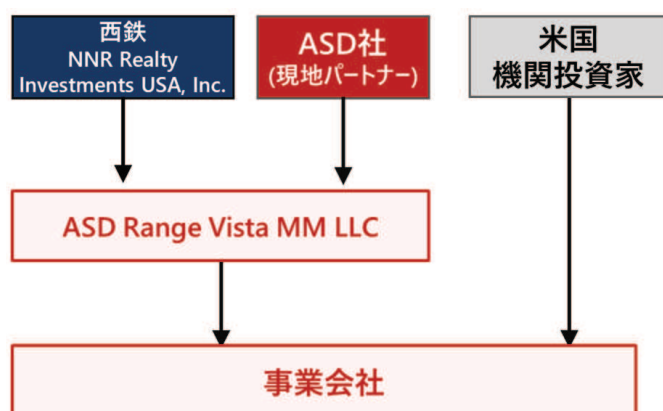 西鉄
NNR Realty
Investments USA, Inc.
ASD社
(現地パートナー)
米国
機関投資家
ASD Range Vista MM LLC
事業会社